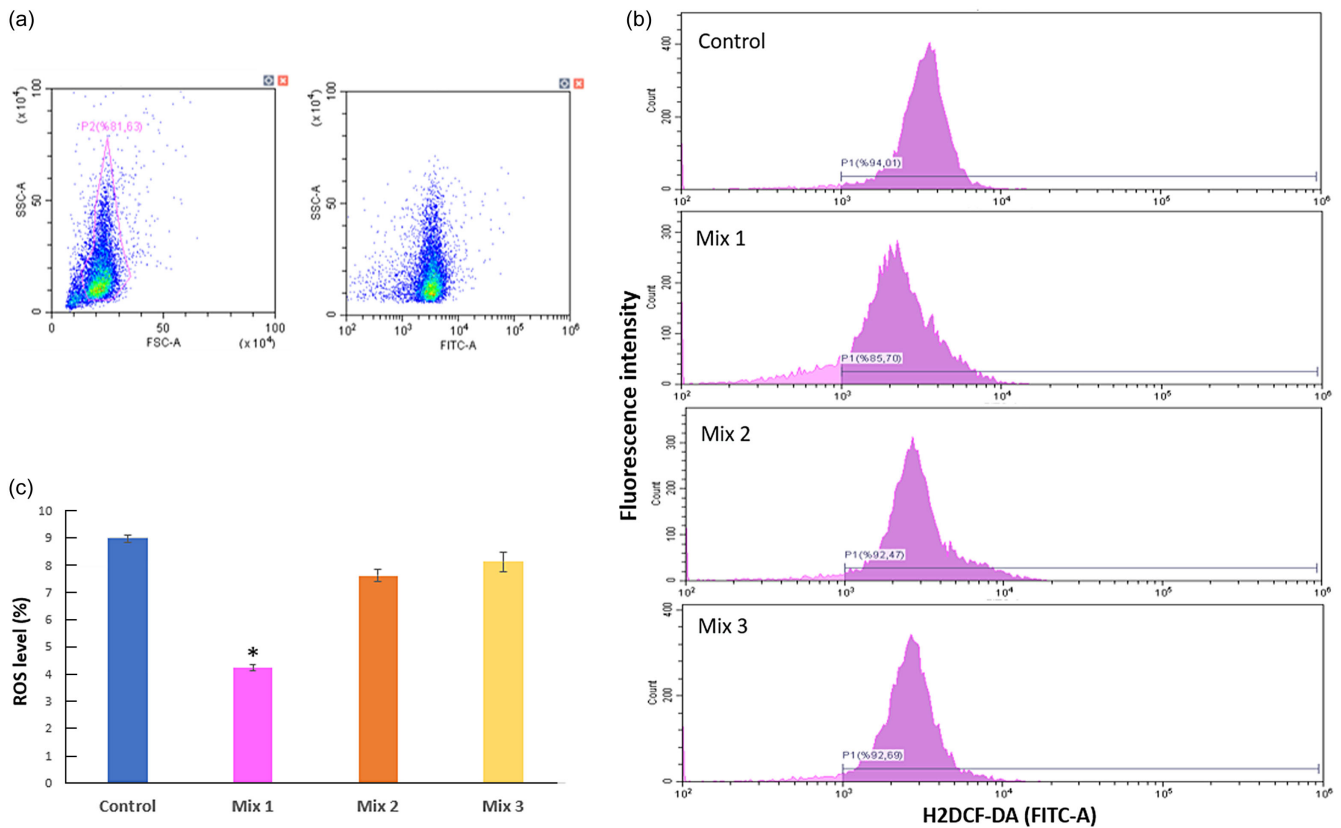 (a)
(x 10⁴)
100
50
0
SSC-A
P2(%81,63)
0
50
100
FSC-A
(x 10⁴)
(x 10⁴)
100
50
0
SSC-A
10²
10³
10⁴
10⁵
10⁶
FITC-A
(b)
Fluorescence intensity
Control
Count
400
200
0
P1(%94,01)
10² 10³ 10⁴ 10⁵ 10⁶
Mix 1
Count
300
200
100
0
P1(%85,70)
10² 10³ 10⁴ 10⁵ 10⁶
Mix 2
Count
300
200
100
0
P1(%92,47)
10² 10³ 10⁴ 10⁵ 10⁶
Mix 3
Count
400
200
0
P1(%92,69)
10² 10³ 10⁴ 10⁵ 10⁶
H2DCF-DA (FITC-A)
(c)
ROS level (%)
10
9
8
7
6
5
4
3
2
1
0
*
Control Mix 1 Mix 2 Mix 3